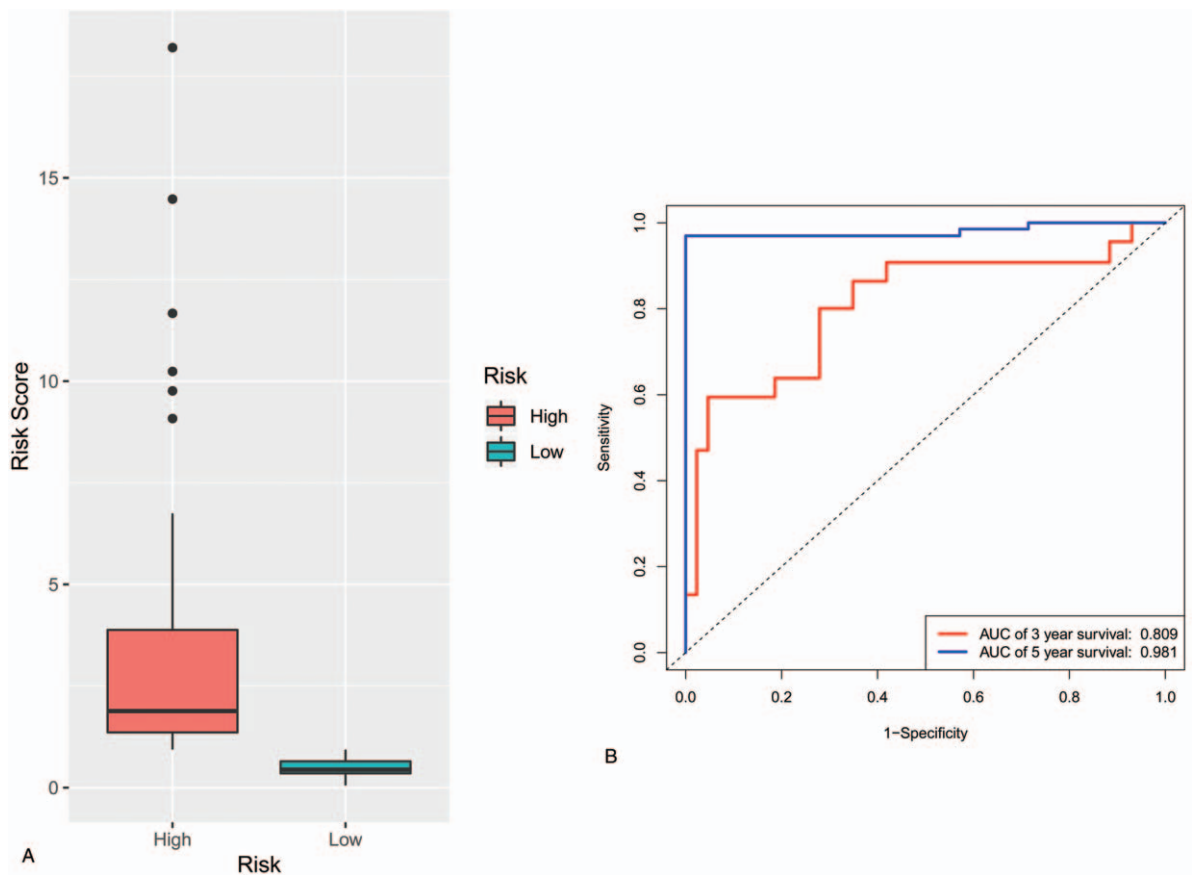 Risk Score
15
10
5
0
High
Low
Risk
A
Risk
High
Low
Sensitivity
1.0
0.8
0.6
0.4
0.2
0.0
AUC of 3 year survival: 0.809
AUC of 5 year survival: 0.981
0.0 0.2 0.4 0.6 0.8 1.0
1−Specificity
B